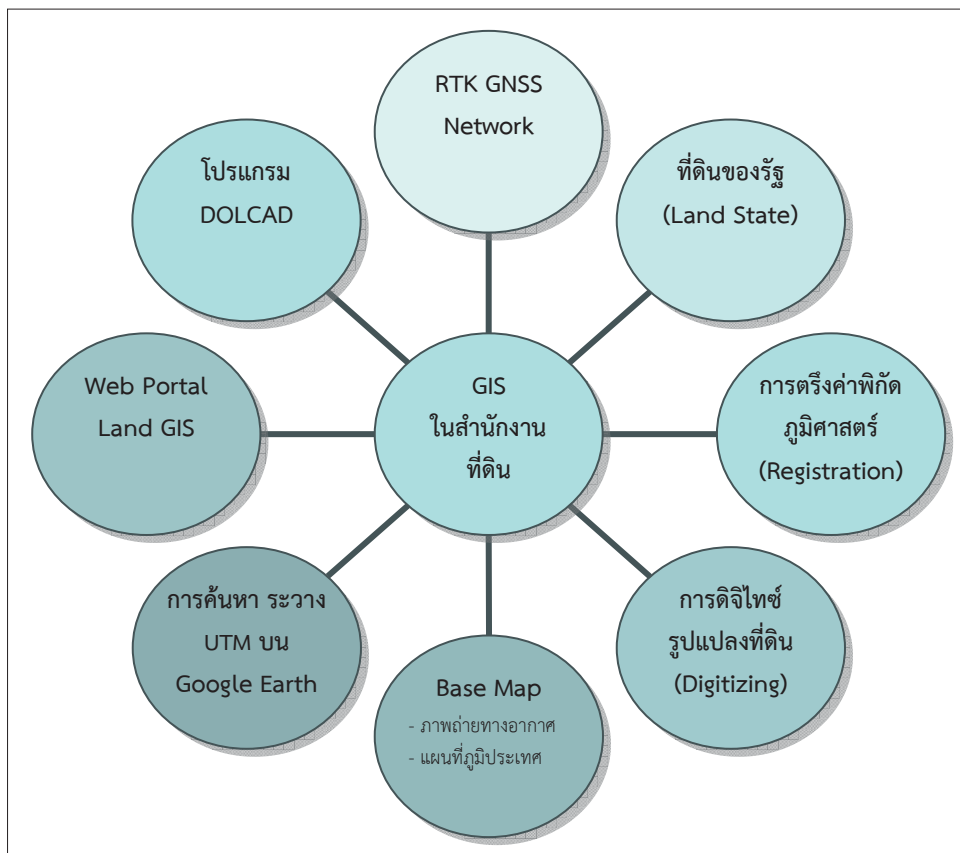 RTK GNSS
Network
ที่ดินของรัฐ
(Land State)
การตรึงค่าพิกัด
ภูมิศาสตร์
(Registration)
การดิจิไทซ์
รูปแปลงที่ดิน
(Digitizing)
Base Map
- ภาพถ่ายทางอากาศ
- แผนที่ภูมิประเทศ
การค้นหา ระวาง
UTM บน
Google Earth
Web Portal
Land GIS
โปรแกรม
DOLCAD
GIS
ในสำนักงาน
ที่ดิน